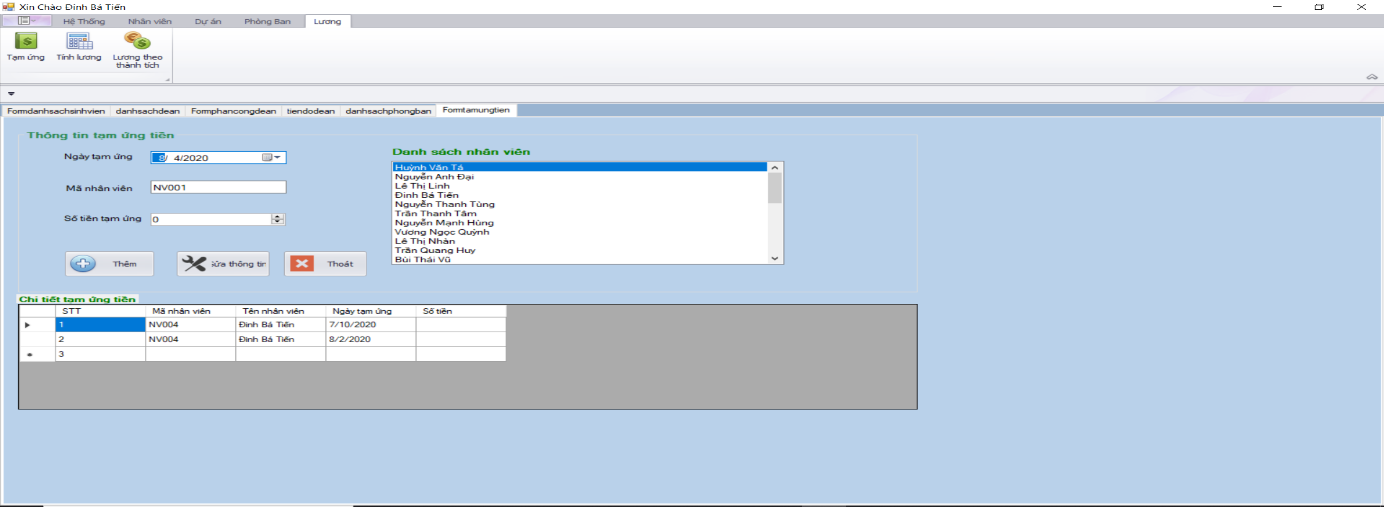 Xin Chào Đinh Bá Tiến
Hệ Thống Nhân viên Dự án Phòng Ban Lương
Tạm ứng Tính lương Lương theo thành tích
Fomdanhsachsinhvien danhsachdean Fomphancongdean tiendodean danhsachphongban Fomtamungtien
Thông tin tạm ứng tiền
Ngày tạm ứng 8/ 4/2020
Mã nhân viên NV001
Số tiền tạm ứng 0
Thêm Sửa thông tin Thoát
Danh sách nhân viên
Huỳnh Văn Tá
Nguyễn Anh Đại
Lê Thị Linh
Đinh Bá Tiến
Nguyễn Thanh Tùng
Trần Thanh Tâm
Nguyễn Mạnh Hùng
Vương Ngọc Quỳnh
Lê Thị Nhàn
Trần Quang Huy
Bùi Thái Vũ
Chi tiết tạm ứng tiền
STT Mã nhân viên Tên nhân viên Ngày tạm ứng Số tiền
1 NV004 Đinh Bá Tiến 7/10/2020
2 NV004 Đinh Bá Tiến 8/2/2020
3